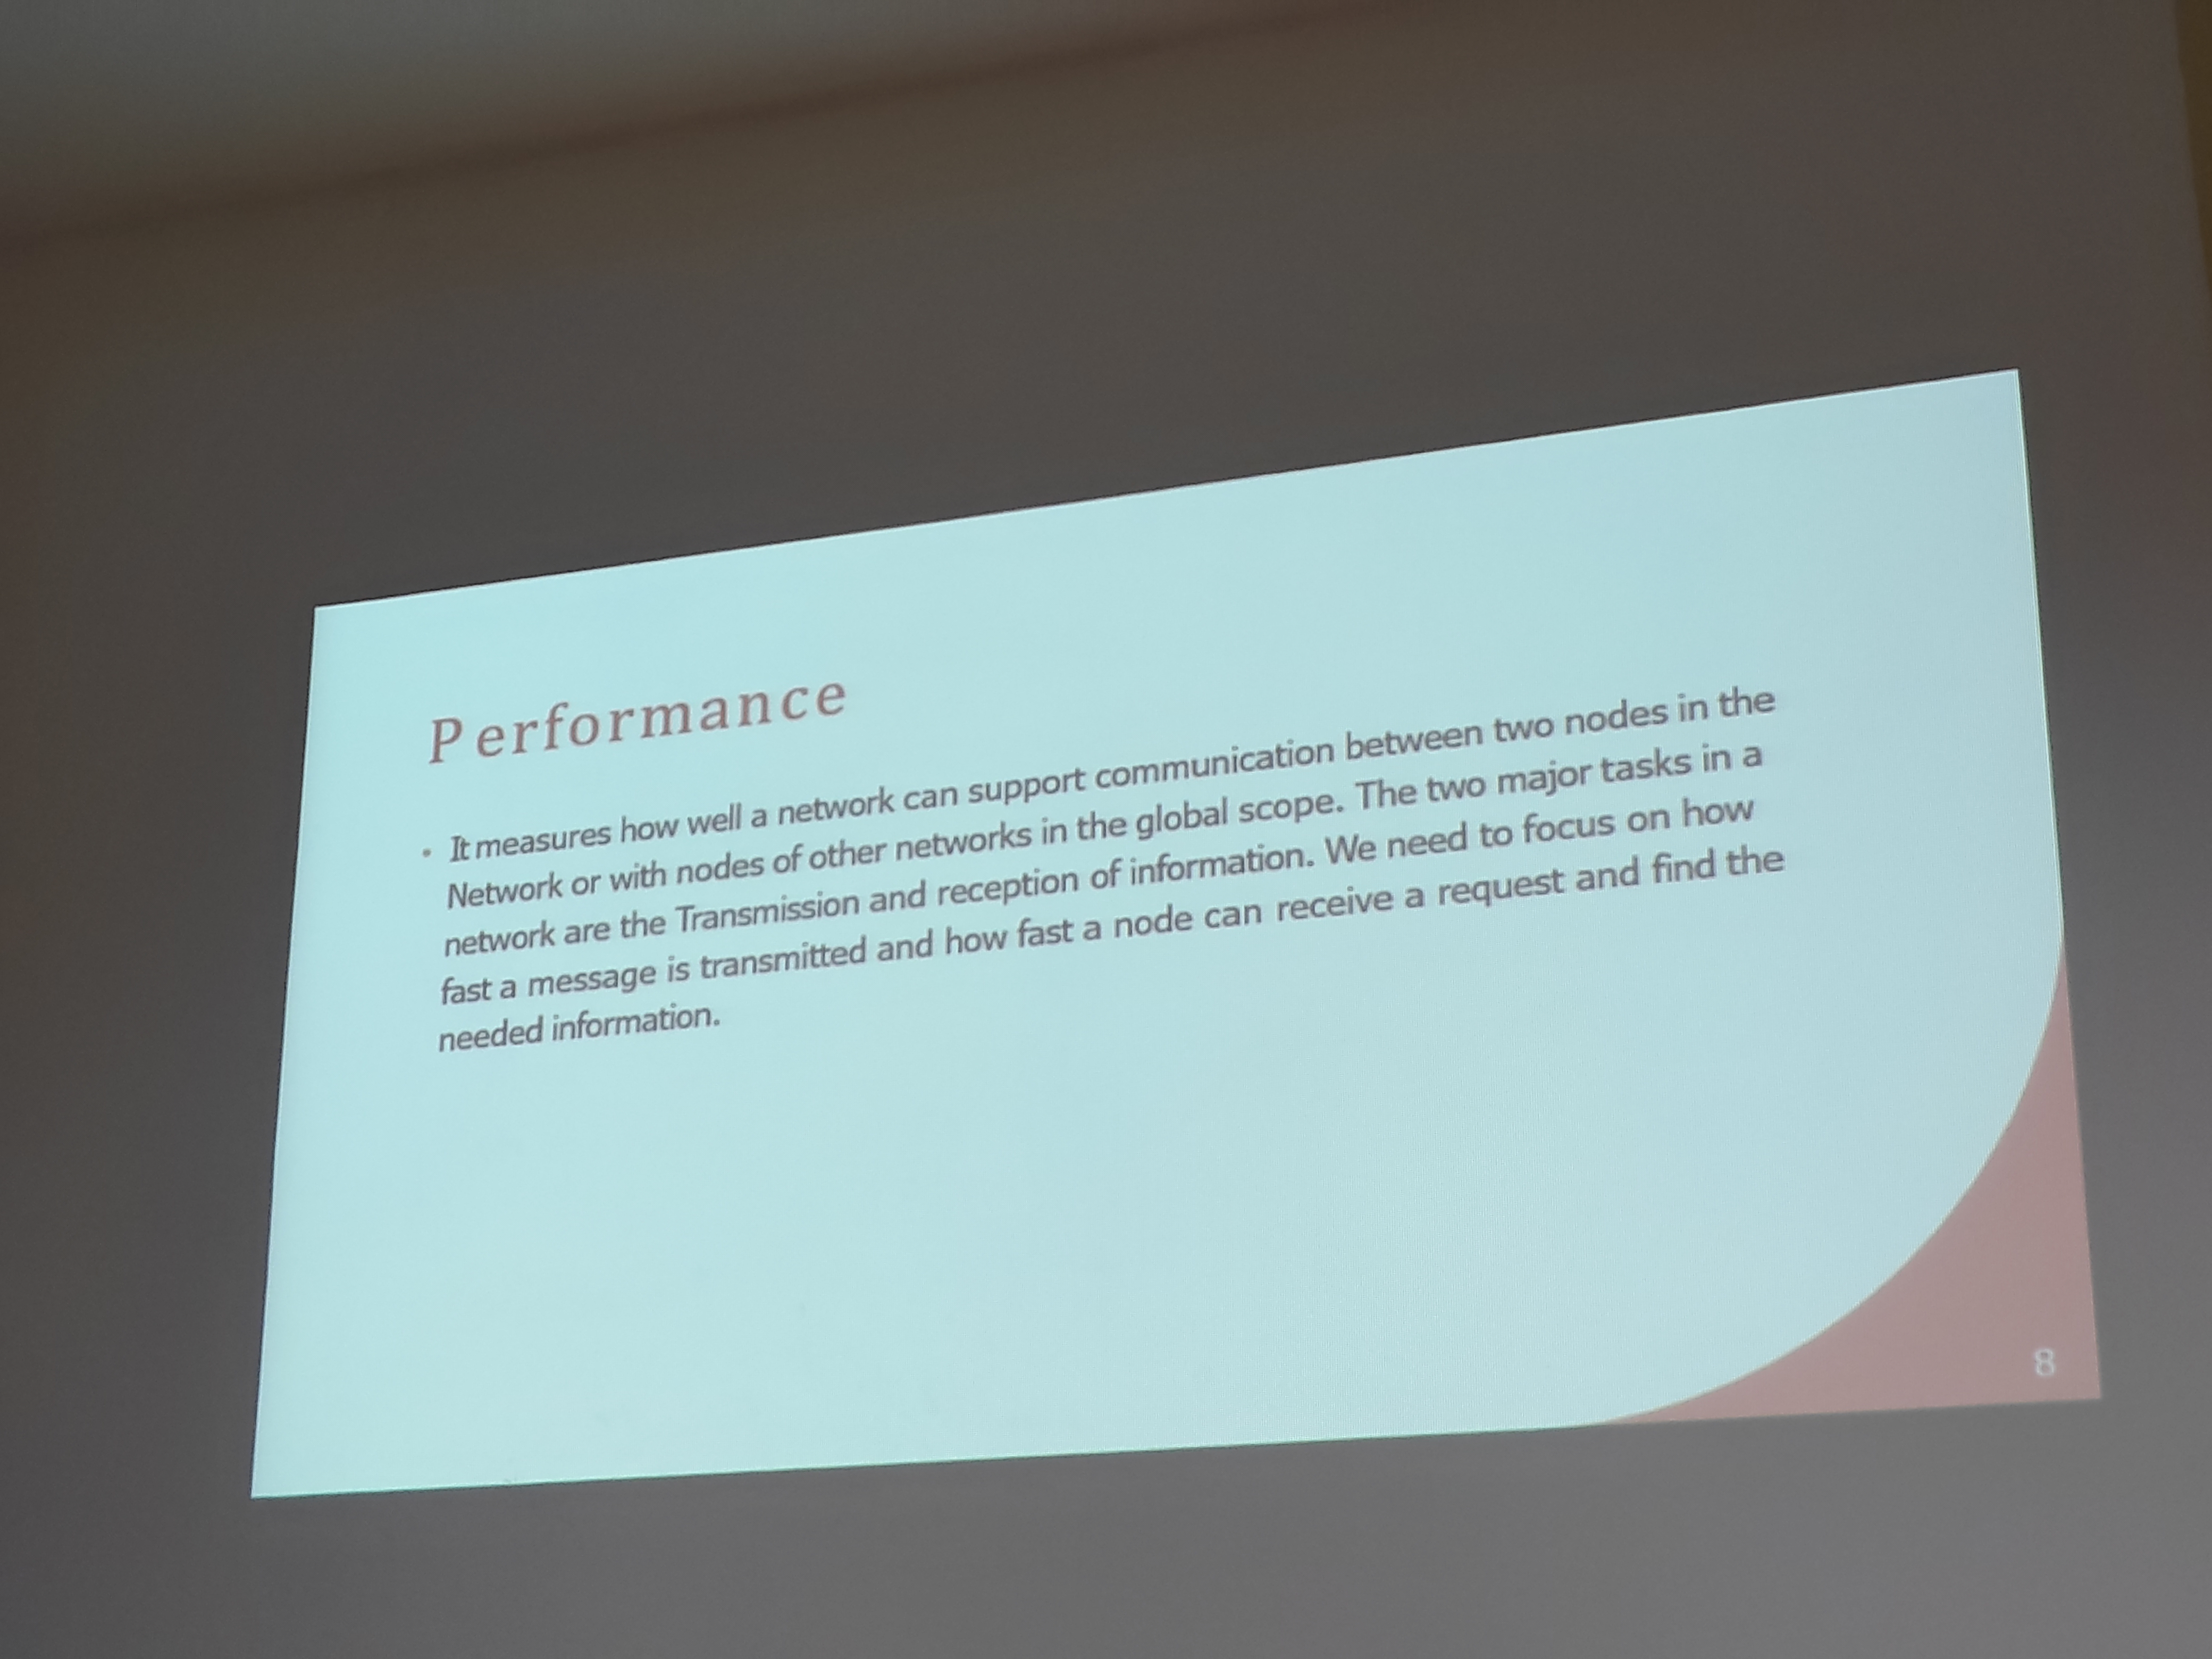 Performance
• It measures how well a network can support communication between two nodes in the
Network or with nodes of other networks in the global scope. The two major tasks in a
network are the Transmission and reception of information. We need to focus on how
fast a message is transmitted and how fast a node can receive a request and find the
needed information.
8